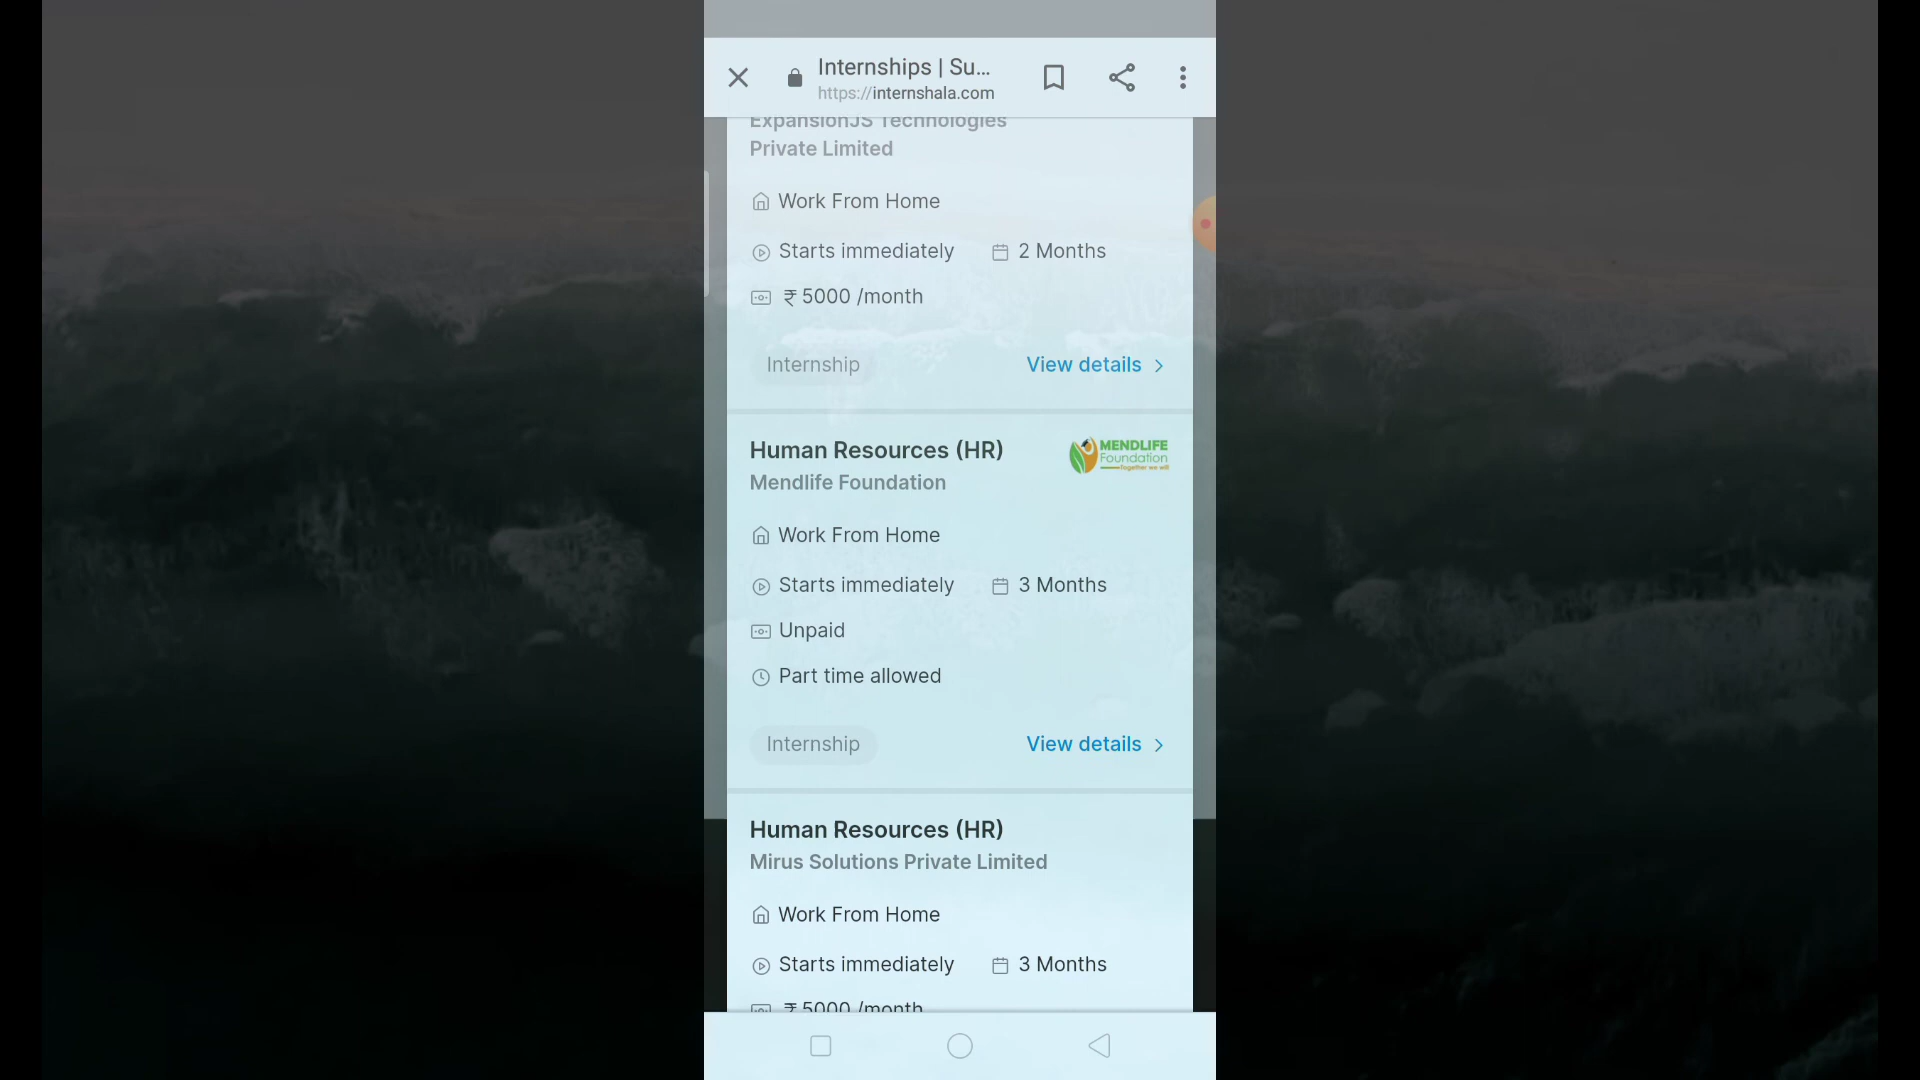 Internships | Su...
https://internshala.com
ExpansionJS Technologies
Private Limited
Work From Home
Starts immediately 2 Months
₹ 5000 /month
Internship View details
Human Resources (HR)
MENDLIFE
Foundation
Together we will
Mendlife Foundation
Work From Home
Starts immediately 3 Months
Unpaid
Part time allowed
Internship View details
Human Resources (HR)
Mirus Solutions Private Limited
Work From Home
Starts immediately 3 Months
₹ 5000 /month